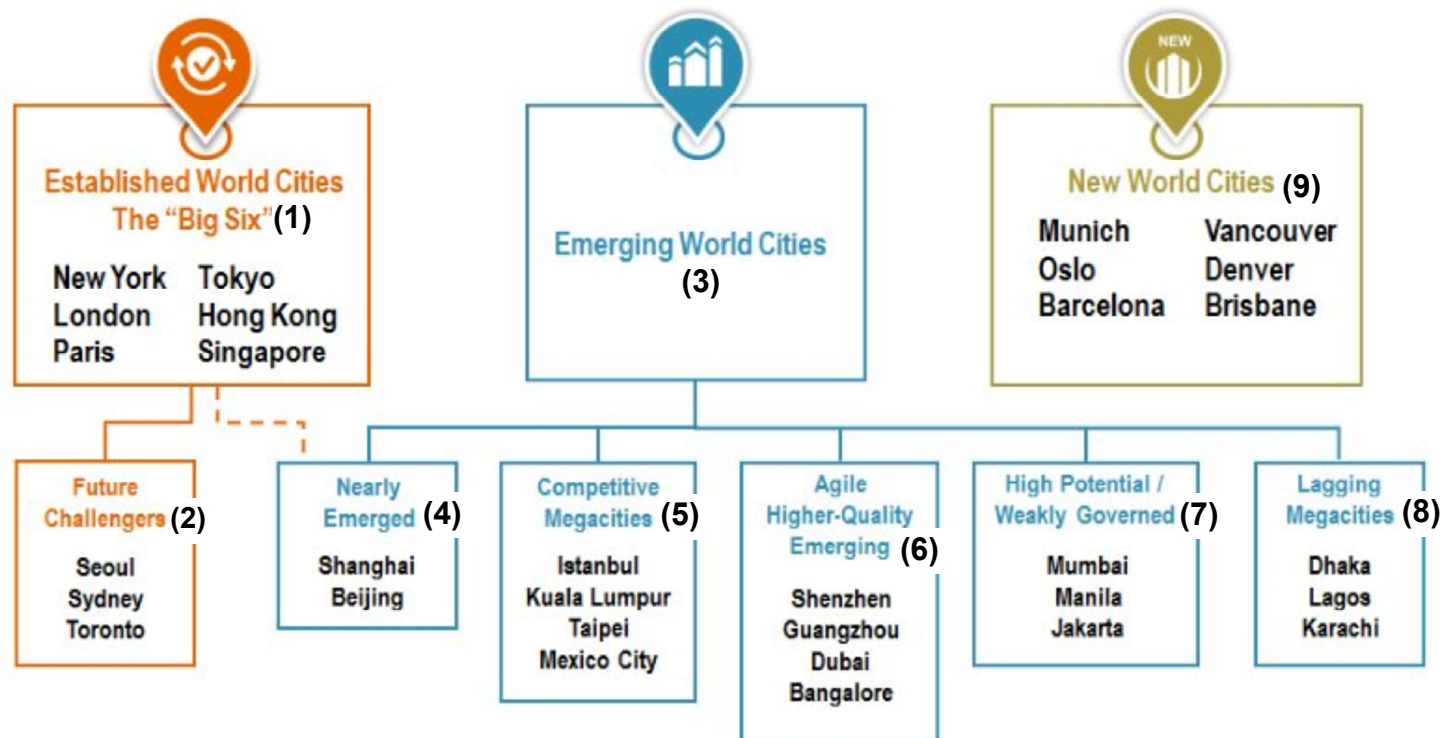 NEW
Established World Cities
The "Big Six" (1)
New York Tokyo
London Hong Kong
Paris Singapore
Emerging World Cities
(3)
New World Cities (9)
Munich Vancouver
Oslo Denver
Barcelona Brisbane
Future
Challengers (2)
Seoul
Sydney
Toronto
Nearly
Emerged (4)
Shanghai
Beijing
Competitive
Megacities (5)
Istanbul
Kuala Lumpur
Taipei
Mexico City
Agile
Higher-Quality
Emerging (6)
Shenzhen
Guangzhou
Dubai
Bangalore
High Potential /
Weakly Governed (7)
Mumbai
Manila
Jakarta
Lagging
Megacities (8)
Dhaka
Lagos
Karachi